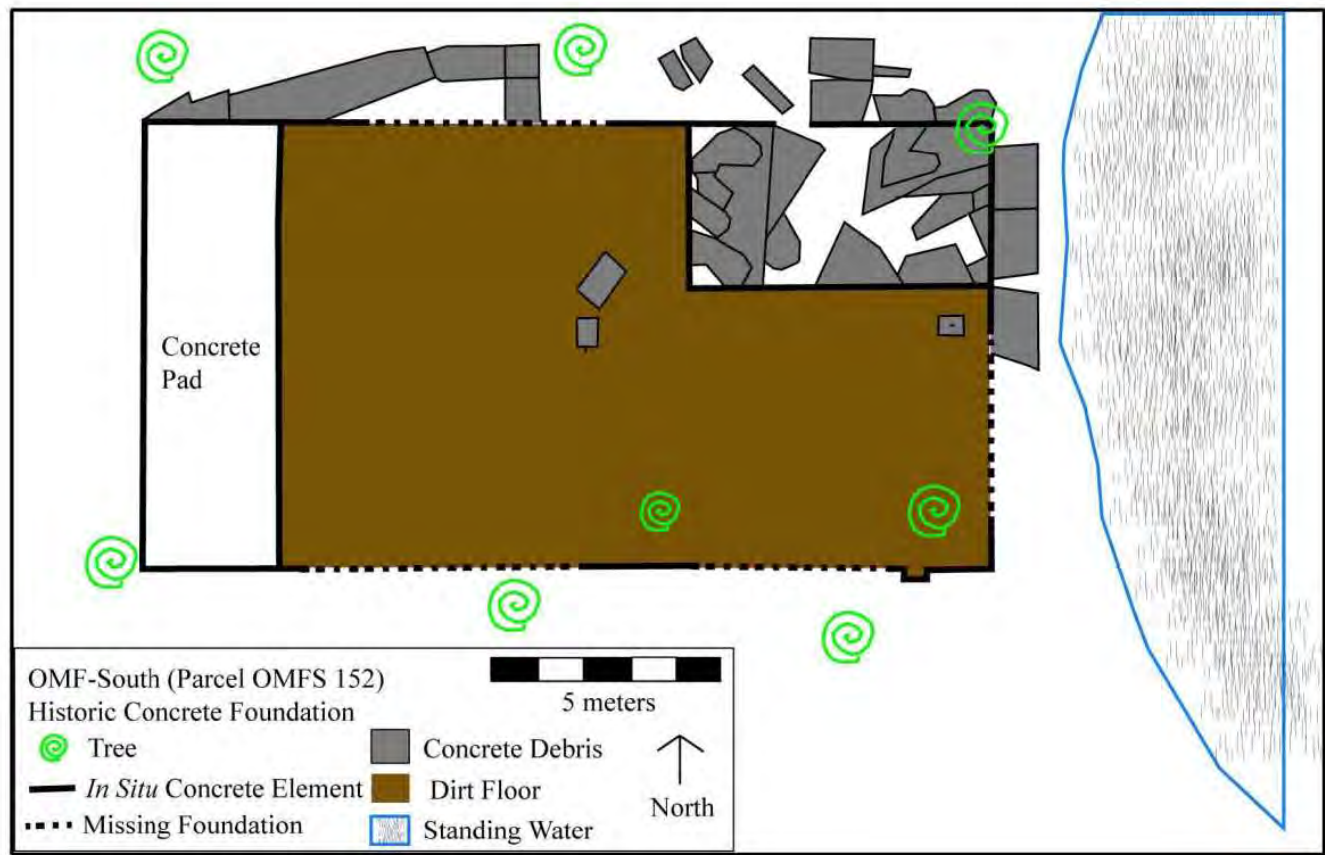 Concrete
Pad
OMF-South (Parcel OMFS 152)
Historic Concrete Foundation
5 meters
Tree
Concrete Debris
In Situ Concrete Element
Dirt Floor
North
Missing Foundation
Standing Water